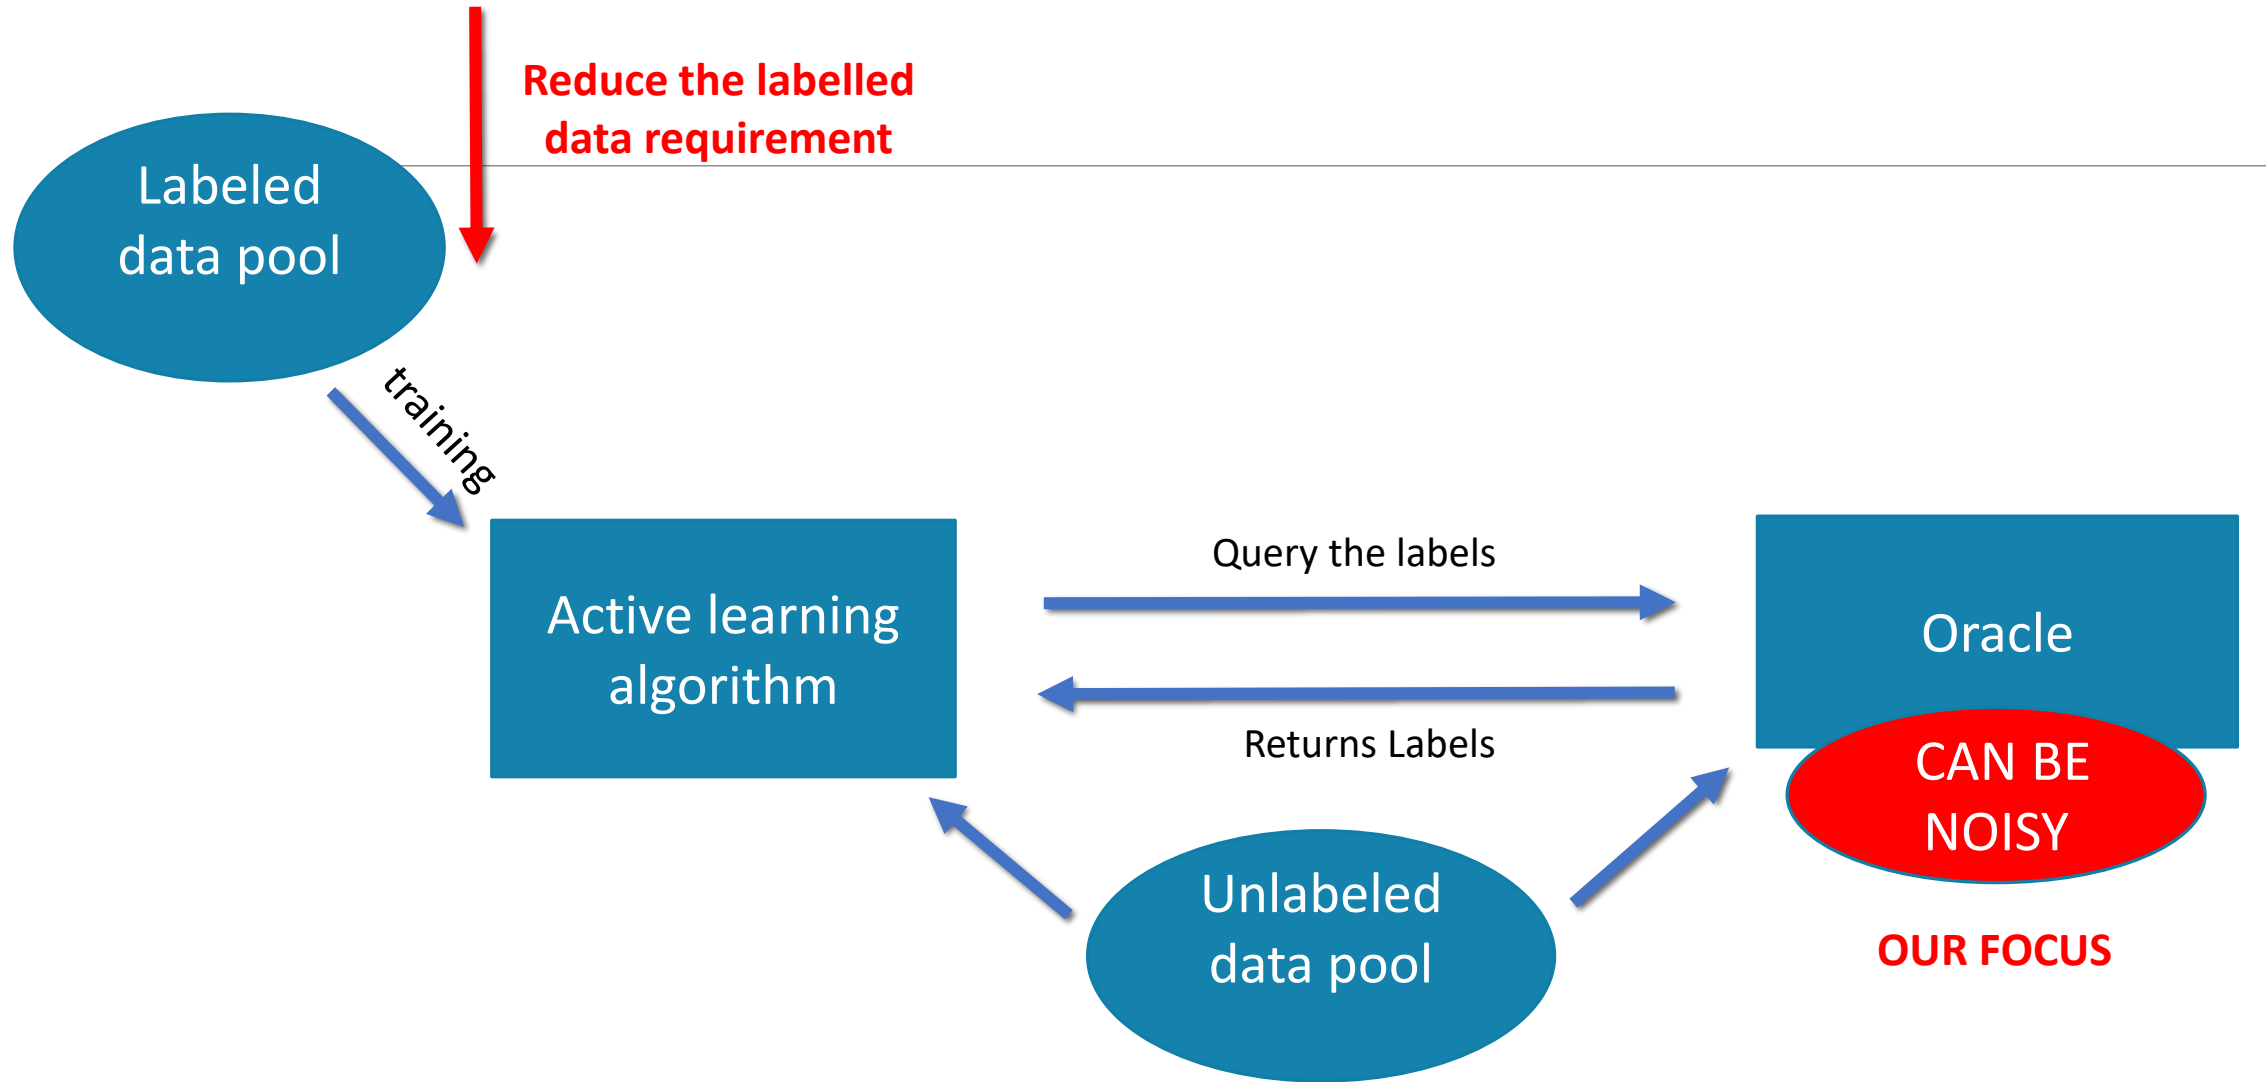 Reduce the labelled
data requirement
Labeled
data pool
training
Active learning
algorithm
Query the labels
Returns Labels
Oracle
CAN BE
NOISY
OUR FOCUS
Unlabeled
data pool